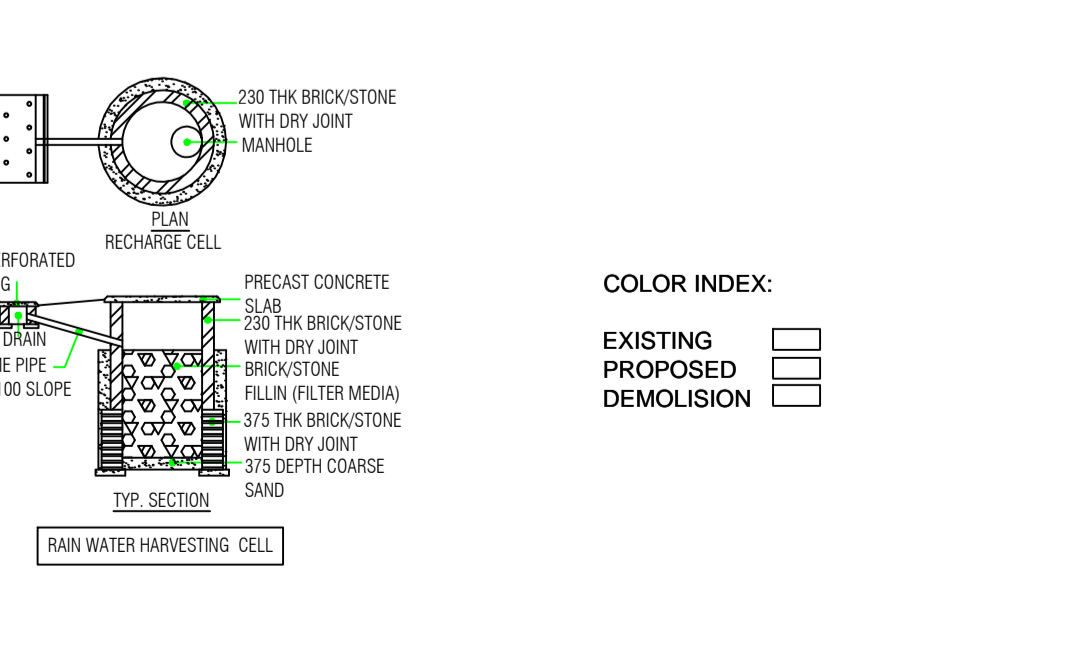 230 THK BRICK/STONE
WITH DRY JOINT
MANHOLE
PLAN
RECHARGE CELL
ERFORATED
G
DRAIN
E PIPE
100 SLOPE
PRECAST CONCRETE
SLAB
230 THK BRICK/STONE
WITH DRY JOINT
BRICK/STONE
FILLIN (FILTER MEDIA)
375 THK BRICK/STONE
WITH DRY JOINT
375 DEPTH COARSE
SAND
TYP. SECTION
RAIN WATER HARVESTING CELL
COLOR INDEX:
EXISTING
PROPOSED
DEMOLISION